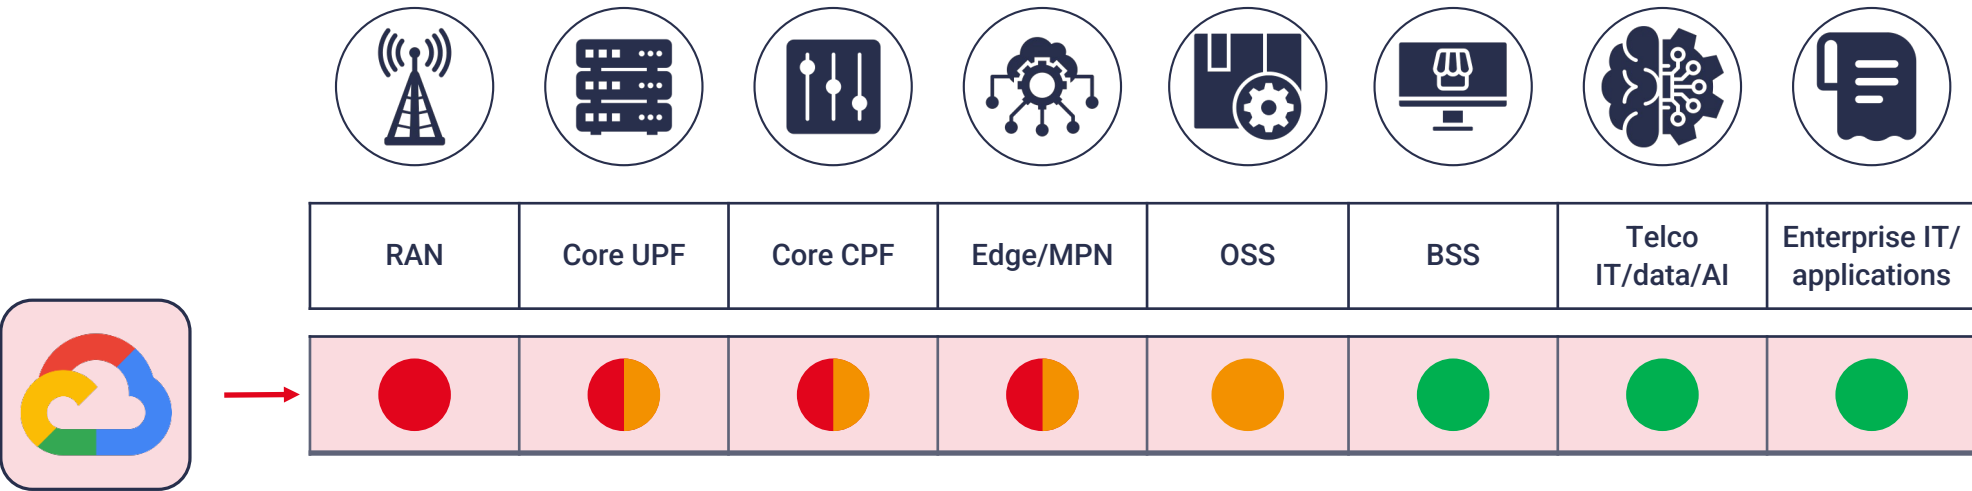 RAN
Core UPF
Core CPF
Edge/MPN
OSS
BSS
Telco
IT/data/AI
Enterprise IT/
applications